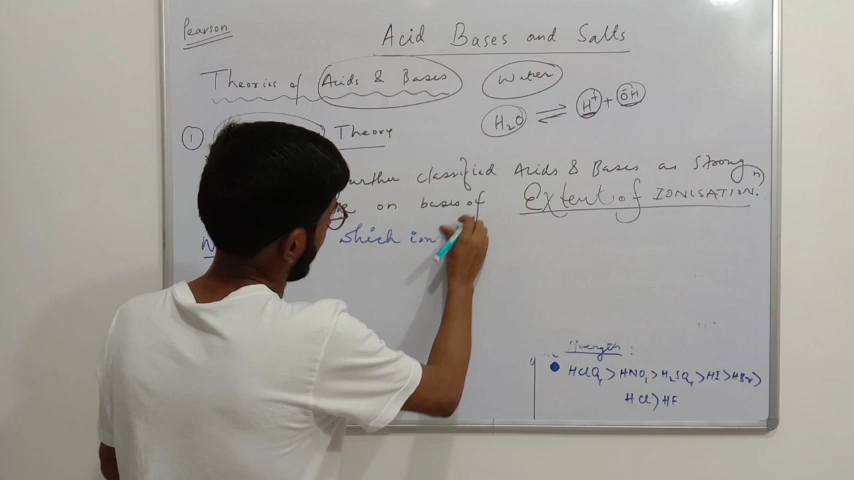 Pearson
Acid Bases and Salts
Theories of Acids & Bases Water
H₂O ⇌ H⁺ + OH
① Theory
further classified Acids & Bases as Strong
on bases of Extent of IONISATION.
which ion
Strength :
HClO₄ > HNO₃ > H₂SO₄ > HI > HBr >
HCl > HF